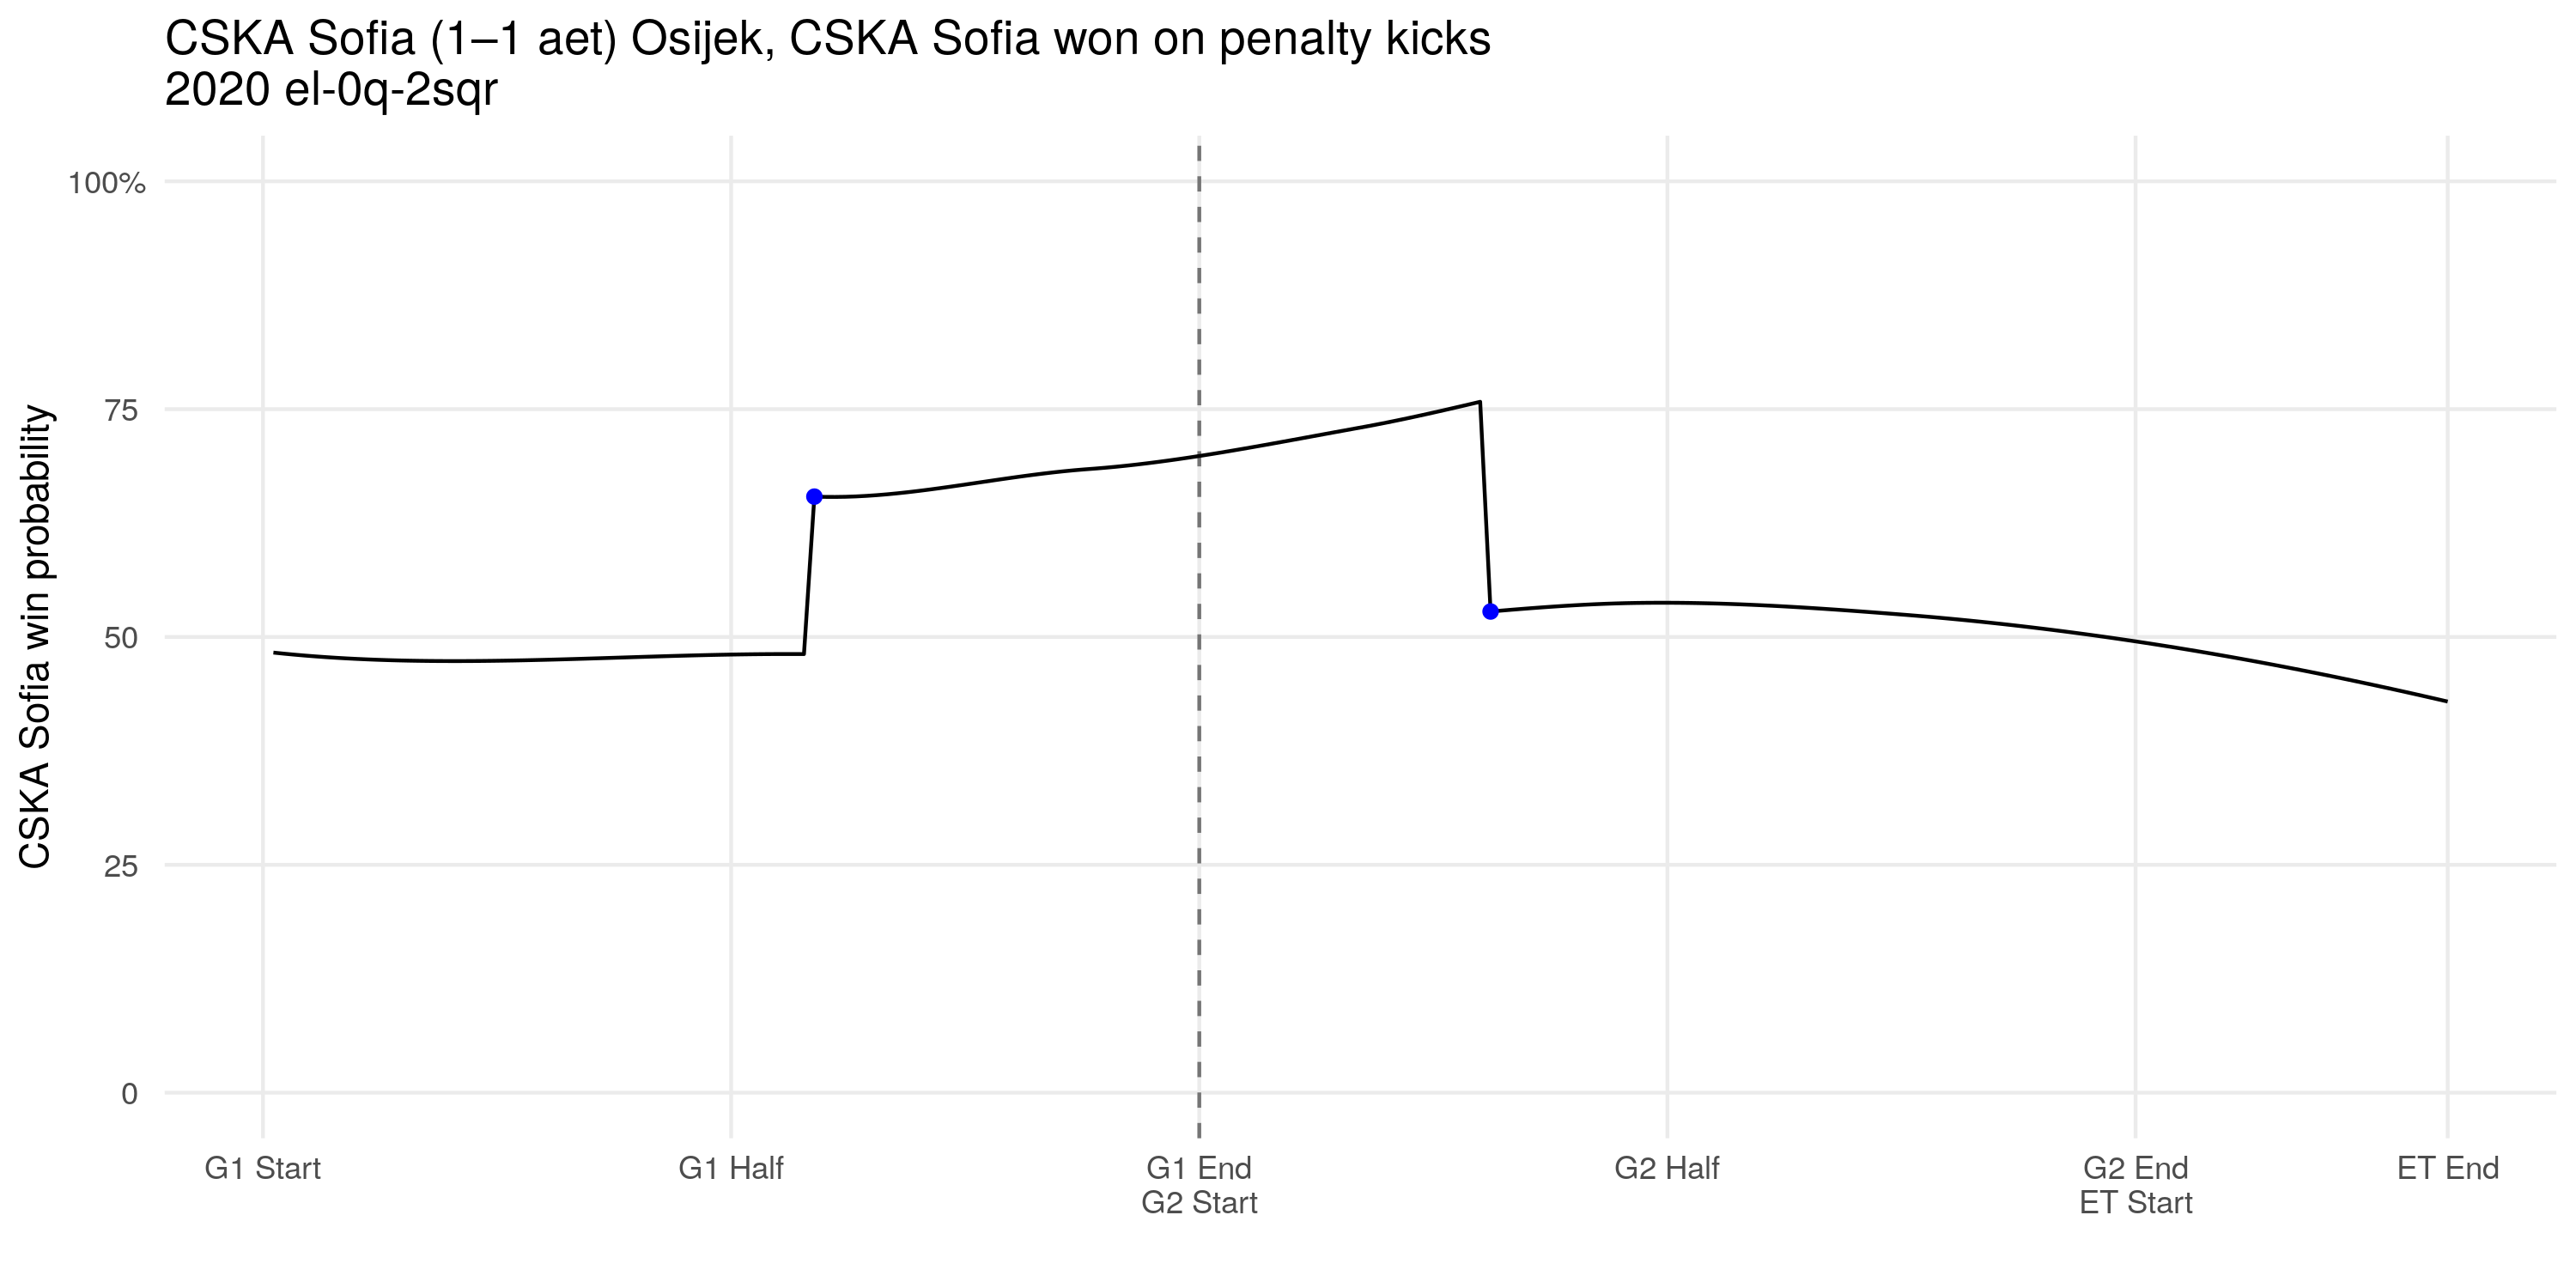 CSKA Sofia (1–1 aet) Osijek, CSKA Sofia won on penalty kicks
2020 el-0q-2sqr
CSKA Sofia win probability
100%
75
50
25
0
G1 Start
G1 Half
G1 End
G2 Start
G2 Half
G2 End
ET Start
ET End